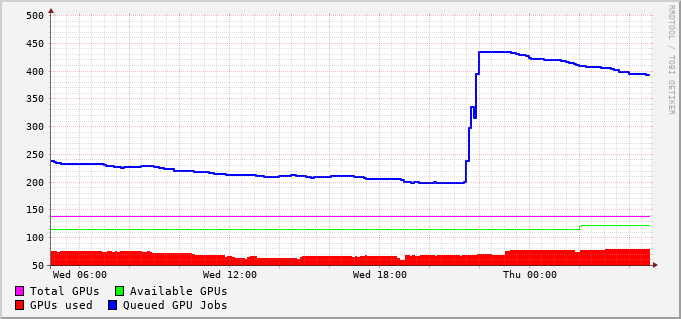 500
450
400
350
300
250
200
150
100
50
Wed 06:00 Wed 12:00 Wed 18:00 Thu 00:00
Total GPUs Available GPUs
GPUs used Queued GPU Jobs
RRDTOOL / TOBI OETIKER